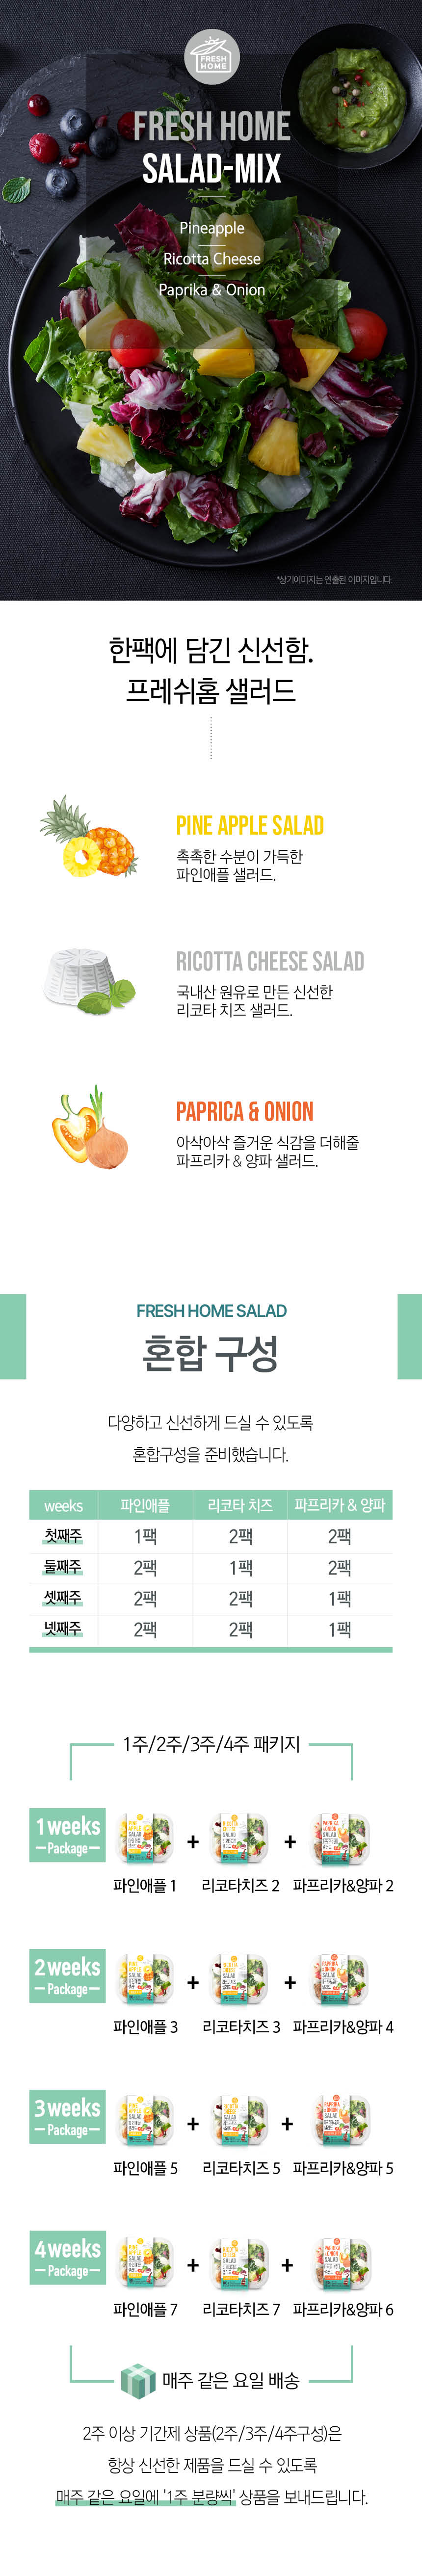 FRESH
HOME
FRESH HOME
SALAD-MIX
Pineapple
Ricotta Cheese
Paprika & Onion
*상기이미지는 연출된 이미지입니다.
한팩에 담긴 신선함.
프레쉬홈 샐러드
PINE APPLE SALAD
촉촉한 수분이 가득한
파인애플 샐러드.
RICOTTA CHEESE SALAD
국내산 원유로 만든 신선한
리코타 치즈 샐러드.
PAPRICA & ONION
아삭아삭 즐거운 식감을 더해줄
파프리카 & 양파 샐러드.
FRESH HOME SALAD
혼합 구성
다양하고 신선하게 드실 수 있도록
혼합구성을 준비했습니다.
weeks 파인애플 리코타 치즈 파프리카 & 양파
첫째주 1팩 2팩 2팩
둘째주 2팩 1팩 2팩
셋째주 2팩 2팩 1팩
넷째주 2팩 2팩 1팩
1주/2주/3주/4주 패키지
1 weeks
Package
+ +
파인애플 1 리코타치즈 2 파프리카&양파 2
2 weeks
Package
+ +
파인애플 3 리코타치즈 3 파프리카&양파 4
3 weeks
Package
+ +
파인애플 5 리코타치즈 5 파프리카&양파 5
4 weeks
Package
+ +
파인애플 7 리코타치즈 7 파프리카&양파 6
매주 같은 요일 배송
2주 이상 기간제 상품(2주/3주/4주구성)은
항상 신선한 제품을 드실 수 있도록
매주 같은 요일에 '1주 분량씩' 상품을 보내드립니다.